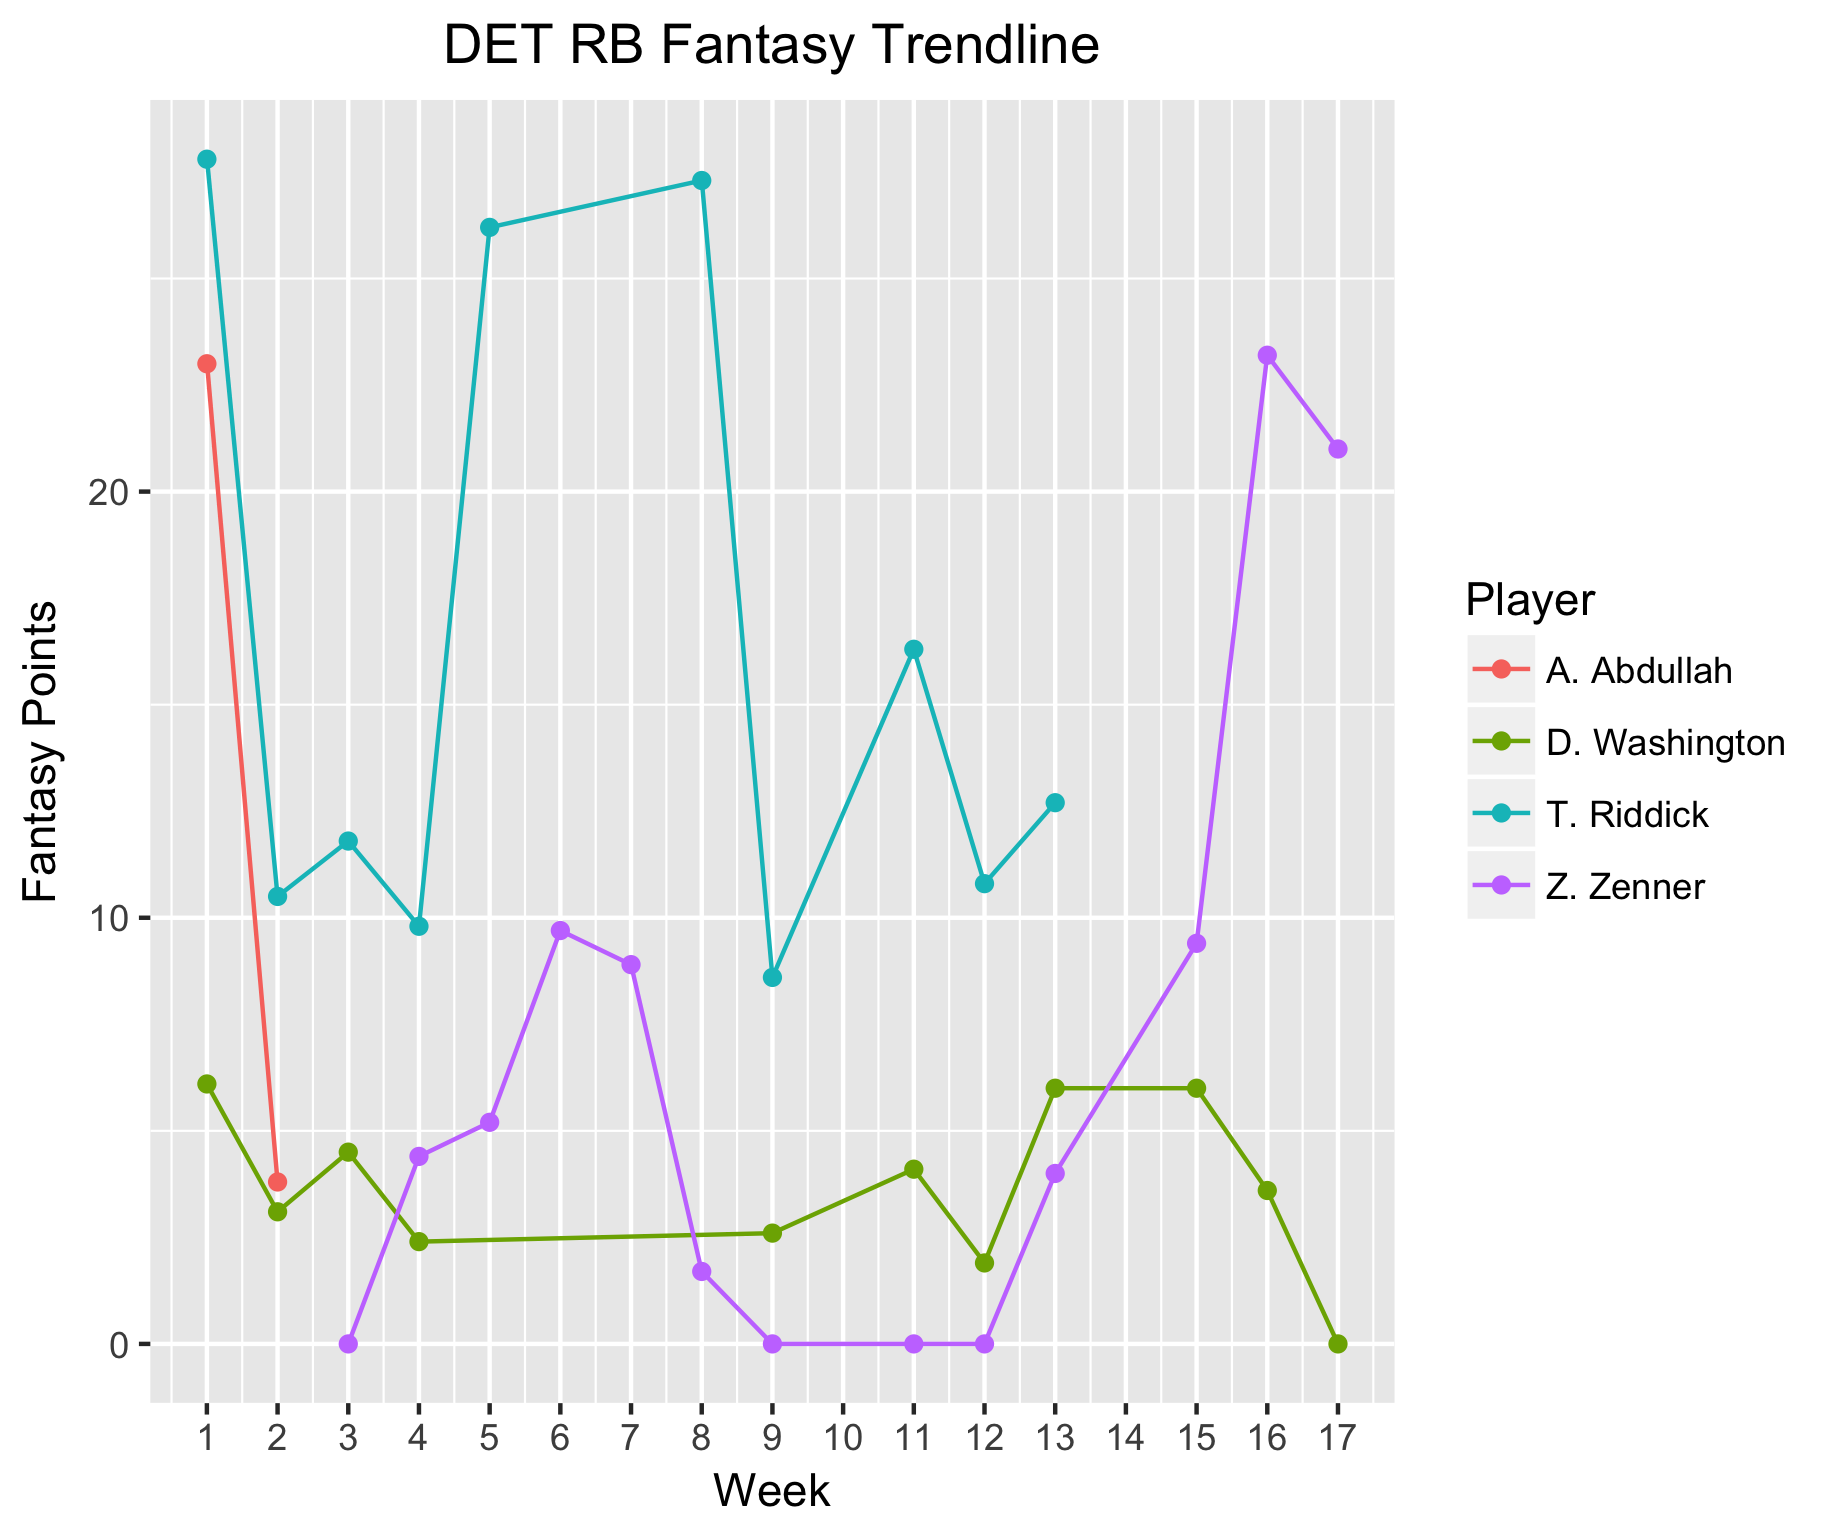 DET RB Fantasy Trendline
Fantasy Points
20
10
0
1 2 3 4 5 6 7 8 9 10 11 12 13 14 15 16 17
Week
Player
A. Abdullah
D. Washington
T. Riddick
Z. Zenner